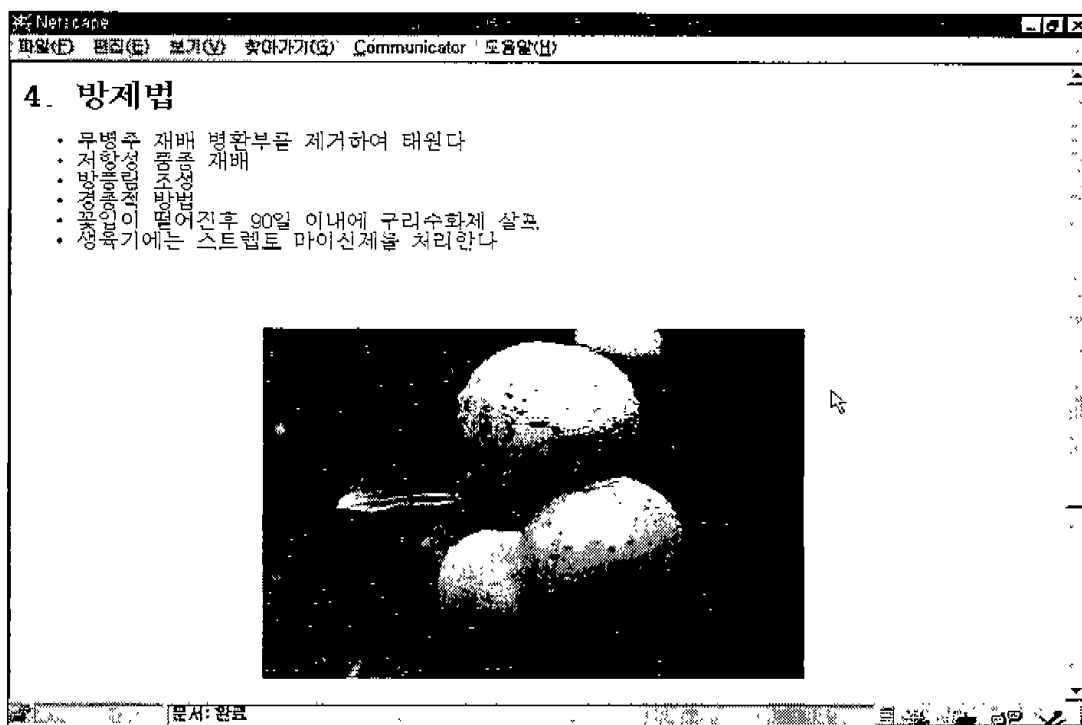 Netscape
파일(F) 편집(E) 보기(V) 찾아가기(G) Communicator 도움말(H)
4. 방제법
• 무병주 재배 병환부를 제거하여 태원다
• 저항성 품종 재배
• 방풍림 조성
• 경종적 방법
• 꽃잎이 떨어진후 90일 이내에 구리수화제 살포
• 생육기에는 스트렙토 마이신제를 처리한다
문서: 완료